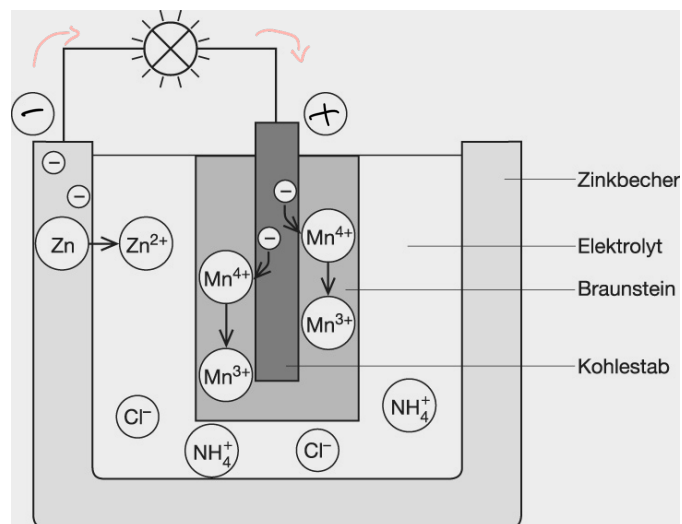 −
+
−
−
−
Zinkbecher
Zn
Zn²⁺
Mn⁴⁺
−
Elektrolyt
Mn⁴⁺
Braunstein
Mn³⁺
Kohlestab
Mn³⁺
Cl⁻
NH₄⁺
NH₄⁺
Cl⁻